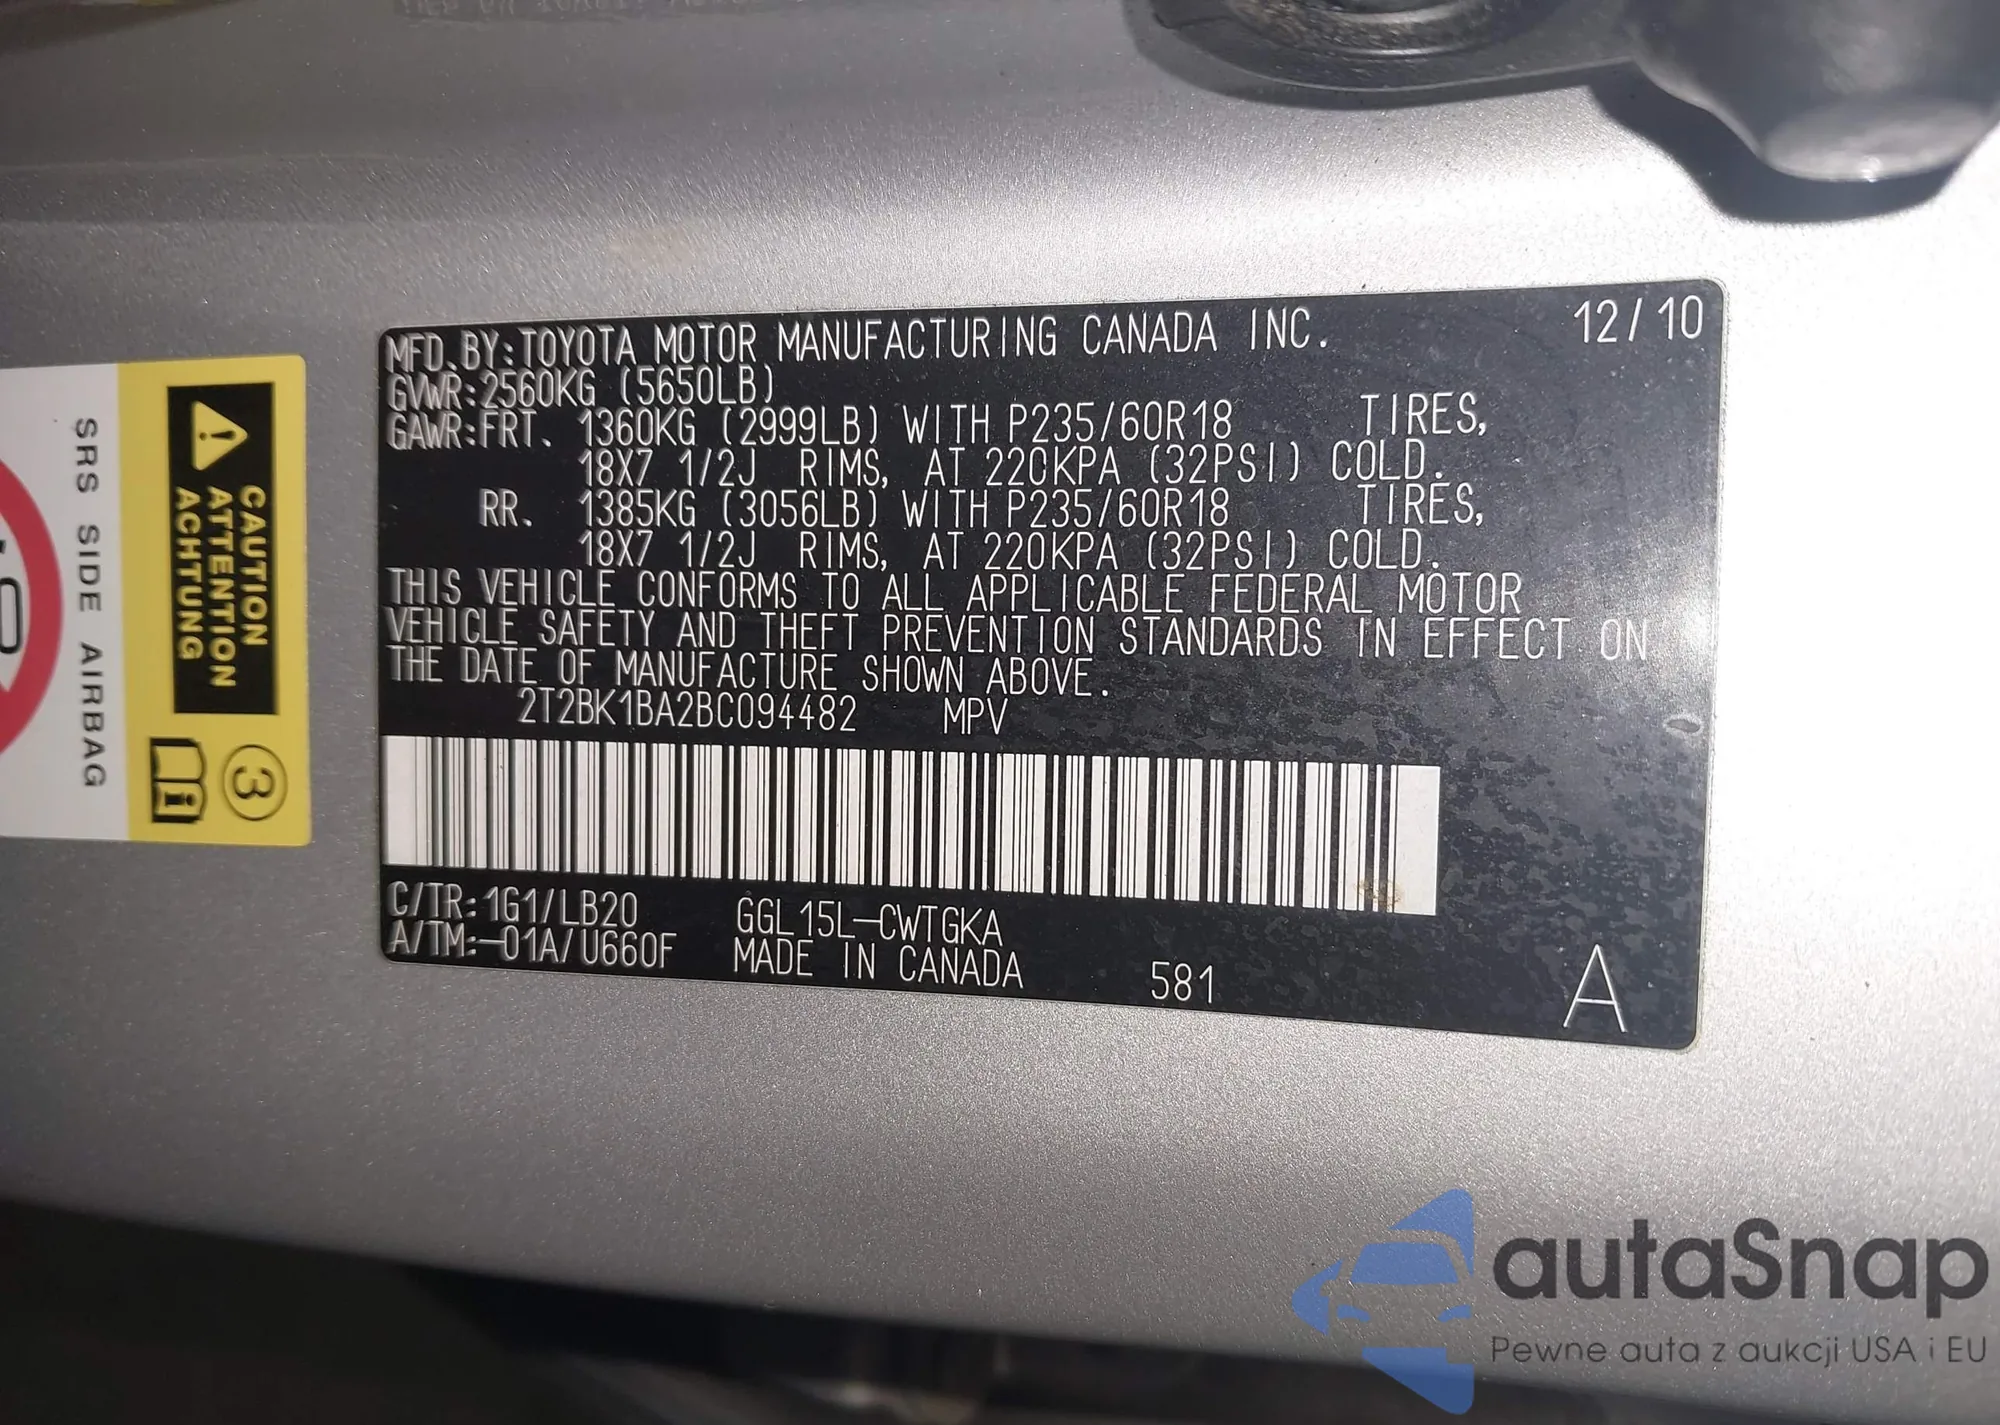 MFD.BY:TOYOTA MOTOR MANUFACTURING CANADA INC. 12/10
GVWR:2560KG (5650LB)
GAWR:FRT. 1360KG (2999LB) WITH P235/60R18 TIRES,
18X7 1/2J RIMS, AT 220KPA (32PSI) COLD.
RR. 1385KG (3056LB) WITH P235/60R18 TIRES,
18X7 1/2J RIMS, AT 220KPA (32PSI) COLD.
THIS VEHICLE CONFORMS TO ALL APPLICABLE FEDERAL MOTOR
VEHICLE SAFETY AND THEFT PREVENTION STANDARDS IN EFFECT ON
THE DATE OF MANUFACTURE SHOWN ABOVE.
2T2BK1BA2BC094482 MPV
C/TR:1G1/LB20 GGL15L-CWTGKA
A/TM:-01A/U660F MADE IN CANADA 581 A
CAUTION
ATTENTION
ACHTUNG
3
SRS SIDE AIRBAG
autaSnap
Pewne auta z aukcji USA i EU